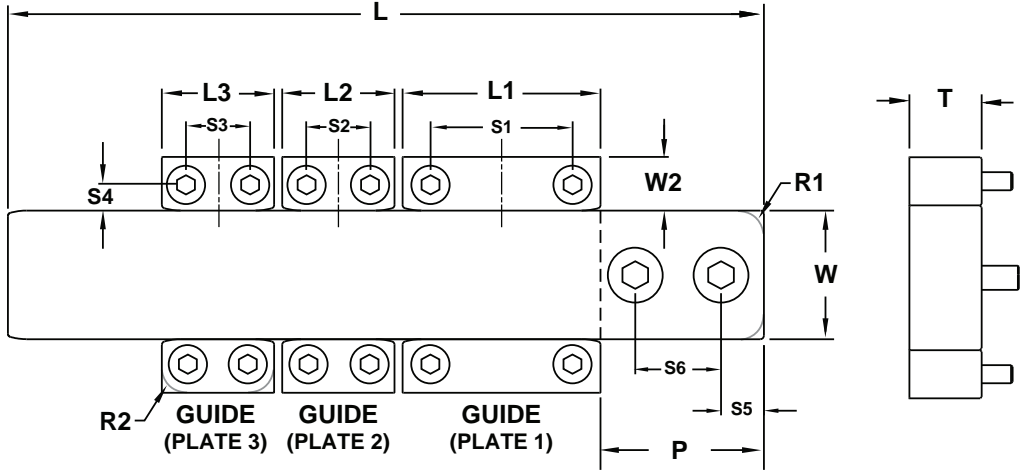 L
L3
L2
L1
T
S3
S2
S1
S4
W2
R1
W
S6
S5
R2
GUIDE
(PLATE 3)
GUIDE
(PLATE 2)
GUIDE
(PLATE 1)
P